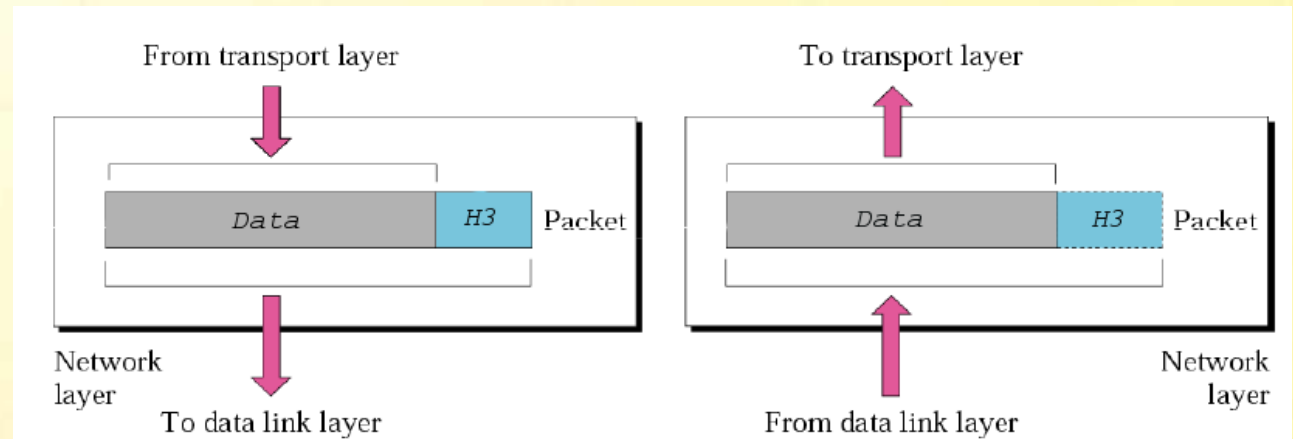 From transport layer
Data
H3
Packet
Network
layer
To data link layer
To transport layer
Data
H3
Packet
Network
layer
From data link layer